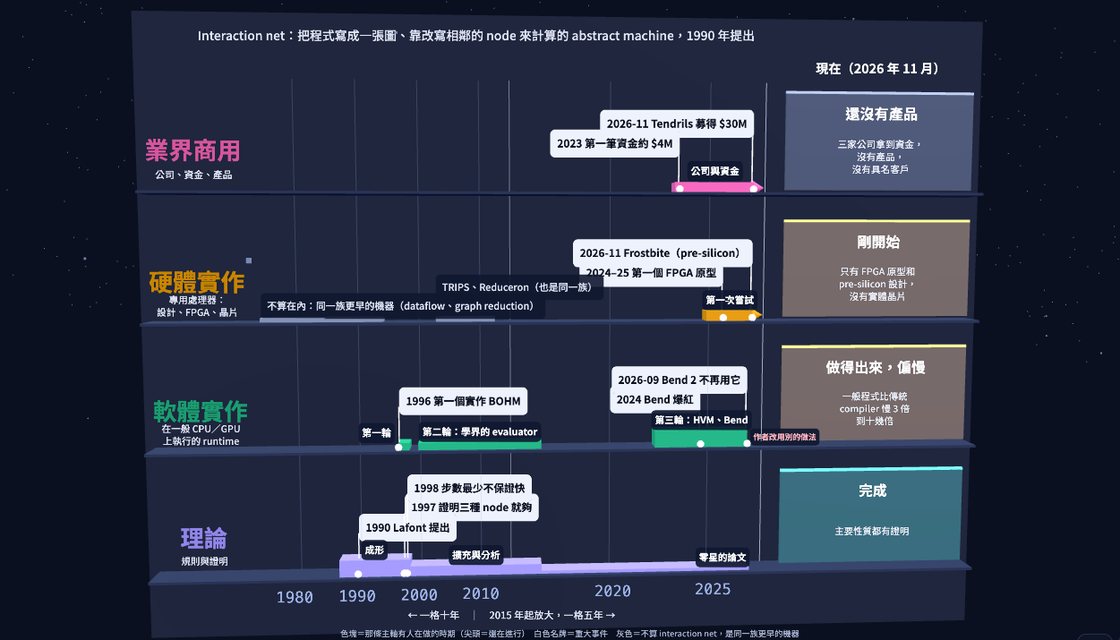 Interaction net：把程式寫成一張圖、靠改寫相鄰的 node 來計算的 abstract machine，1990 年提出
現在（2026 年 11 月）
業界商用
公司、資金、產品
2026-11 Tendrils 募得 $30M
2023 第一筆資金約 $4M
公司與資金
還沒有產品
三家公司拿到資金，
沒有產品，
沒有具名客戶
硬體實作
專用處理器：
設計、FPGA、晶片
2026-11 Frostbite（pre-silicon）
2024–25 第一個 FPGA 原型
TRIPS、Reduceron（也是同一族）
不算在內：同一族更早的機器（dataflow、graph reduction）
第一次嘗試
剛開始
只有 FPGA 原型和
pre-silicon 設計，
沒有實體晶片
軟體實作
在一般 CPU／GPU
上執行的 runtime
1996 第一個實作 BOHM
第一輪
第二輪：學界的 evaluator
2026-09 Bend 2 不再用它
2024 Bend 爆紅
第三輪：HVM、Bend
作者改用別的做法
做得出來，偏慢
一般程式比傳統
compiler 慢 3 倍
到十幾倍
理論
規則與證明
1998 步數最少不保證快
1997 證明三種 node 就夠
1990 Lafont 提出
成形
擴充與分析
零星的論文
完成
主要性質都有證明
1980
1990
2000
2010
2020
2025
← 一格十年 ｜ 2015 年起放大，一格五年 →
色塊＝那條主軸有人在做的時期（尖頭＝還在進行） 白色名牌＝重大事件 灰色＝不算 interaction net，是同一族更早的機器